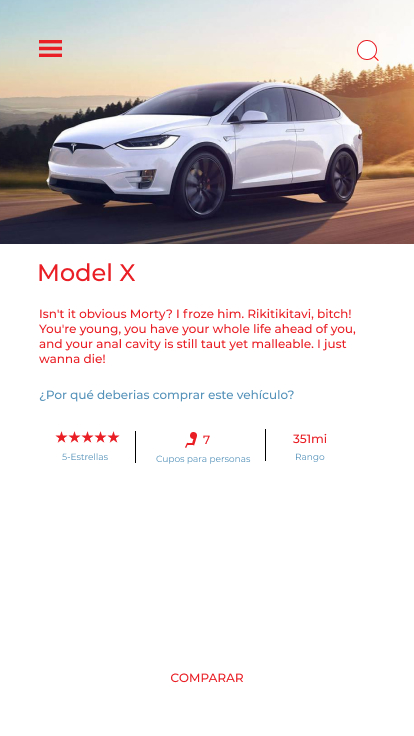 Model X
Isn't it obvious Morty? I froze him. Rikitikitavi, bitch!
You're young, you have your whole life ahead of you,
and your anal cavity is still taut yet malleable. I just
wanna die!
¿Por qué deberias comprar este vehículo?
7
351mi
5-Estrellas
Cupos para personas
Rango
COMPARAR